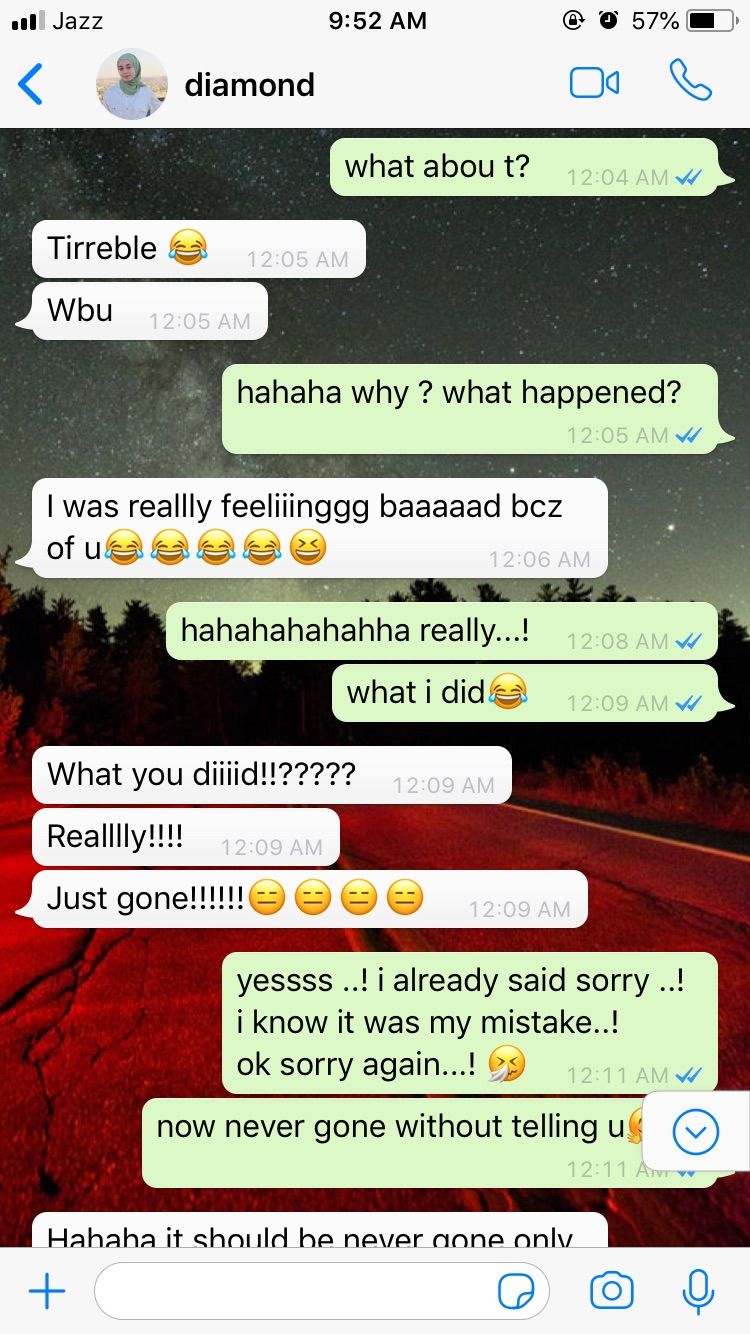 Jazz 9:52 AM 57%
diamond
what abou t? 12:04 AM
Tirreble 😂 12:05 AM
Wbu 12:05 AM
hahaha why ? what happened?
12:05 AM
I was reallly feeliiinggg baaaaad bcz
of u😂😂😂😂😆 12:06 AM
hahahahahahha really...! 12:08 AM
what i did😂 12:09 AM
What you diiiid!!????? 12:09 AM
Realllly!!!! 12:09 AM
Just gone!!!!!!😑😑😑😑 12:09 AM
yessss ..! i already said sorry ..!
i know it was my mistake..!
ok sorry again...! 🤧 12:11 AM
now never gone without telling u🤗
12:11 AM
Hahaha it should be never gone only